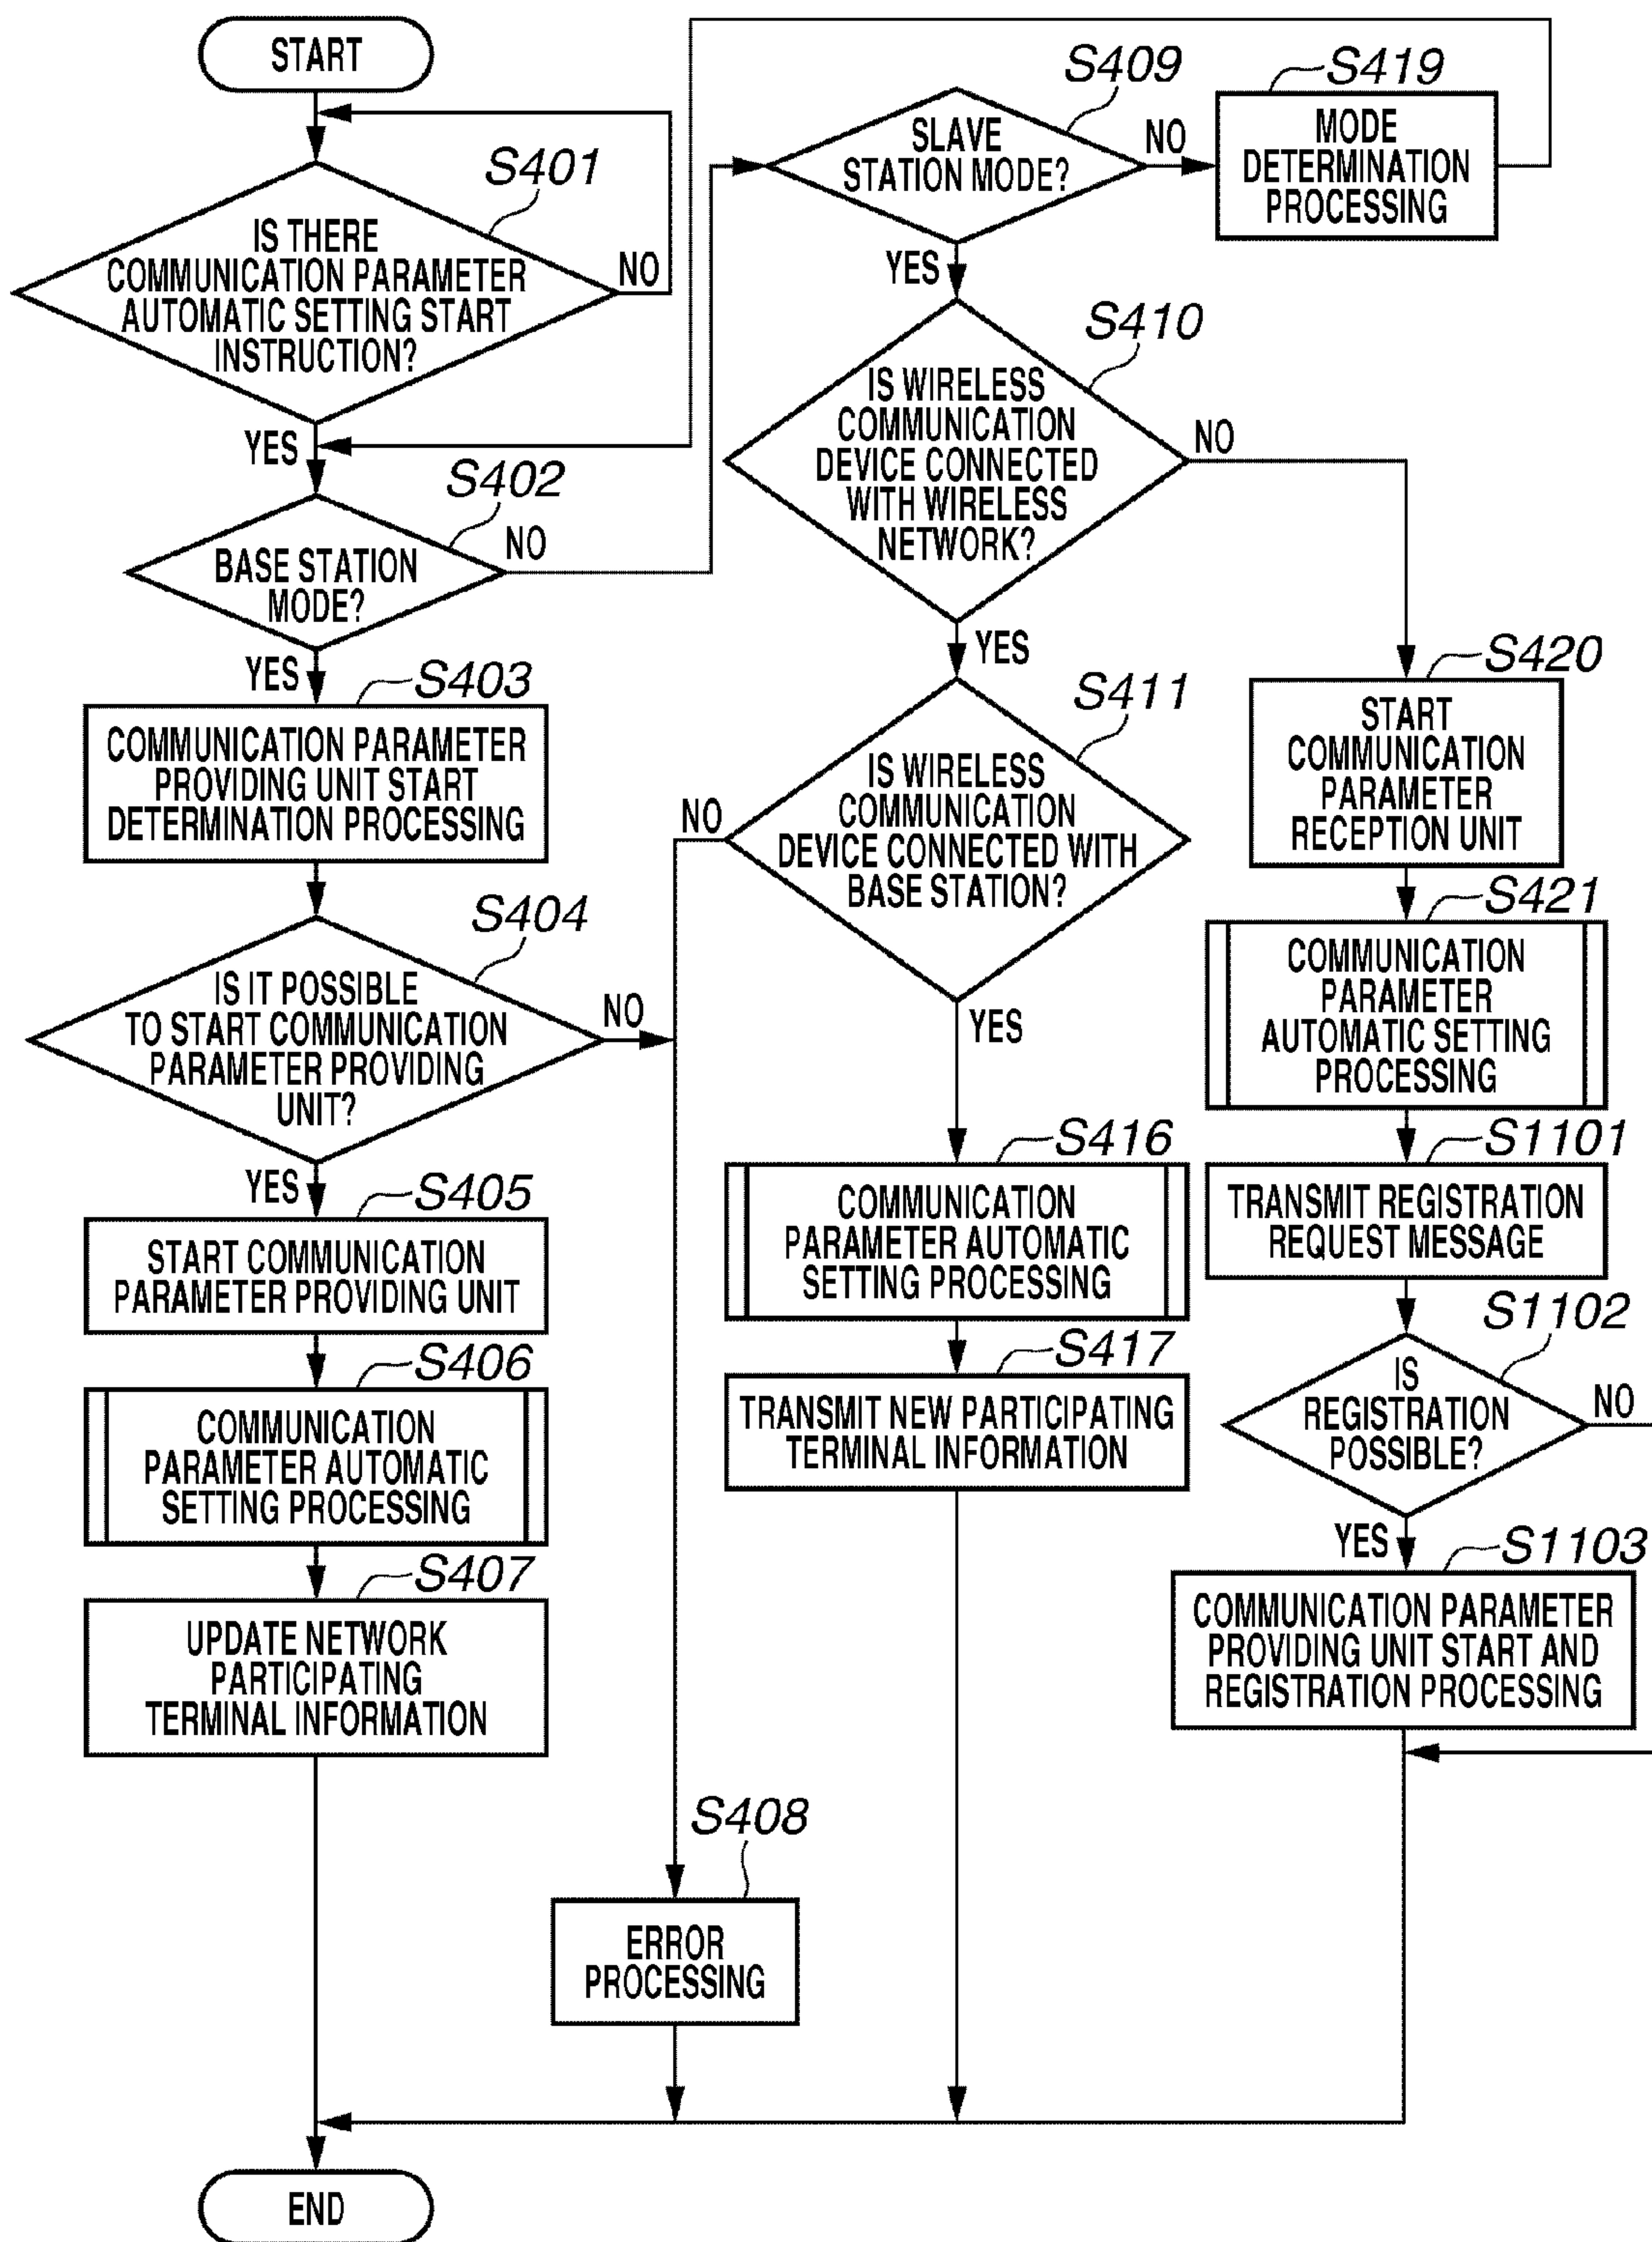 START
S401
IS THERE
COMMUNICATION PARAMETER
AUTOMATIC SETTING START
INSTRUCTION?
NO
YES
S402
BASE STATION
MODE?
NO
YES
S403
COMMUNICATION PARAMETER
PROVIDING UNIT START
DETERMINATION PROCESSING
S404
IS IT POSSIBLE
TO START COMMUNICATION
PARAMETER PROVIDING
UNIT?
NO
YES
S405
START COMMUNICATION
PARAMETER PROVIDING UNIT
S406
COMMUNICATION
PARAMETER AUTOMATIC
SETTING PROCESSING
S407
UPDATE NETWORK
PARTICIPATING
TERMINAL INFORMATION
S408
ERROR
PROCESSING
END
S409
SLAVE
STATION MODE?
NO
YES
S419
MODE
DETERMINATION
PROCESSING
S410
IS WIRELESS
COMMUNICATION
DEVICE CONNECTED
WITH WIRELESS
NETWORK?
NO
YES
S411
IS WIRELESS
COMMUNICATION
DEVICE CONNECTED WITH
BASE STATION?
NO
YES
S416
COMMUNICATION
PARAMETER AUTOMATIC
SETTING PROCESSING
S417
TRANSMIT NEW PARTICIPATING
TERMINAL INFORMATION
S420
START
COMMUNICATION
PARAMETER
RECEPTION UNIT
S421
COMMUNICATION
PARAMETER
AUTOMATIC SETTING
PROCESSING
S1101
TRANSMIT REGISTRATION
REQUEST MESSAGE
S1102
IS
REGISTRATION
POSSIBLE?
NO
YES
S1103
COMMUNICATION PARAMETER
PROVIDING UNIT START AND
REGISTRATION PROCESSING